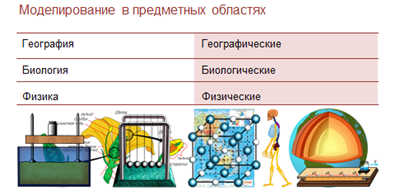 Моделирование в предметных областях
География Географические
Биология Биологические
Физика Физические